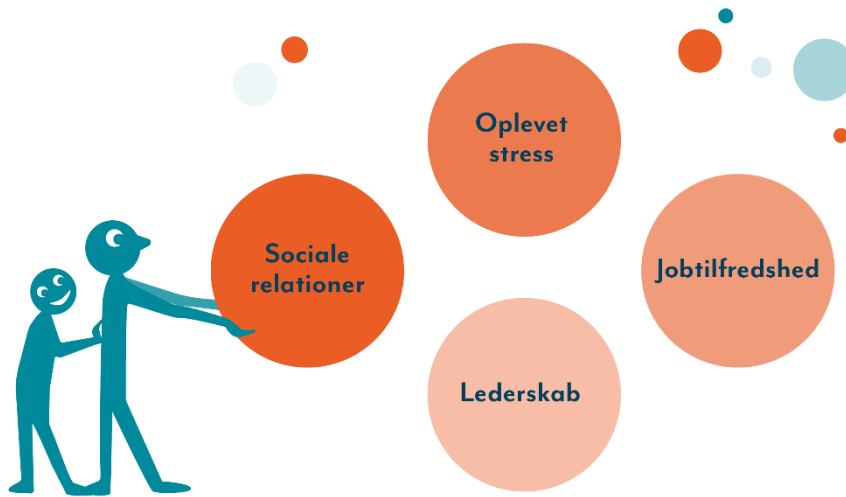 Oplevet
stress
Sociale
relationer
Jobtilfredshed
Lederskab